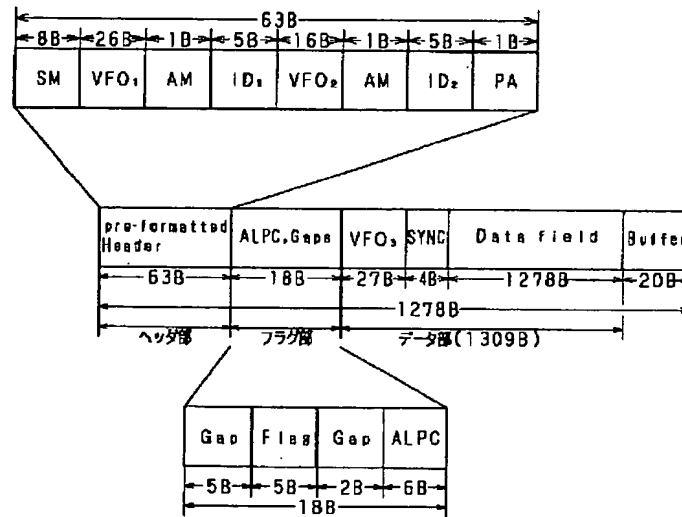 63B
8B 26B 1B 5B 16B 1B 5B 1B
SM VFO₁ AM ID₁ VFO₂ AM ID₂ PA
pre-formatted Header ALPC,Gaps VFO₃ SYNC Data field Buffer
63B 18B 27B 4B 1278B 20B
1278B
ヘッダ部 フラグ部 データ部(1309B)
Gap Flag Gap ALPC
5B 5B 2B 6B
18B